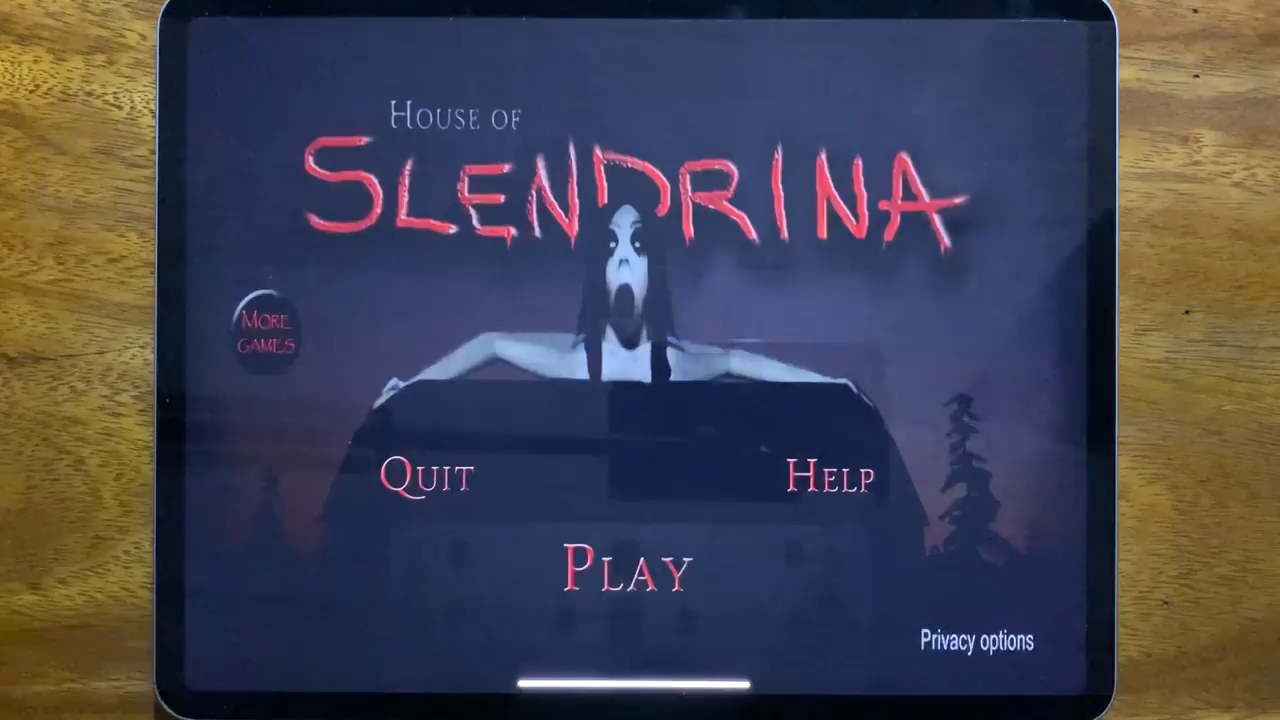 House of
SLENDRINA
More
games
Quit
Help
Play
Privacy options